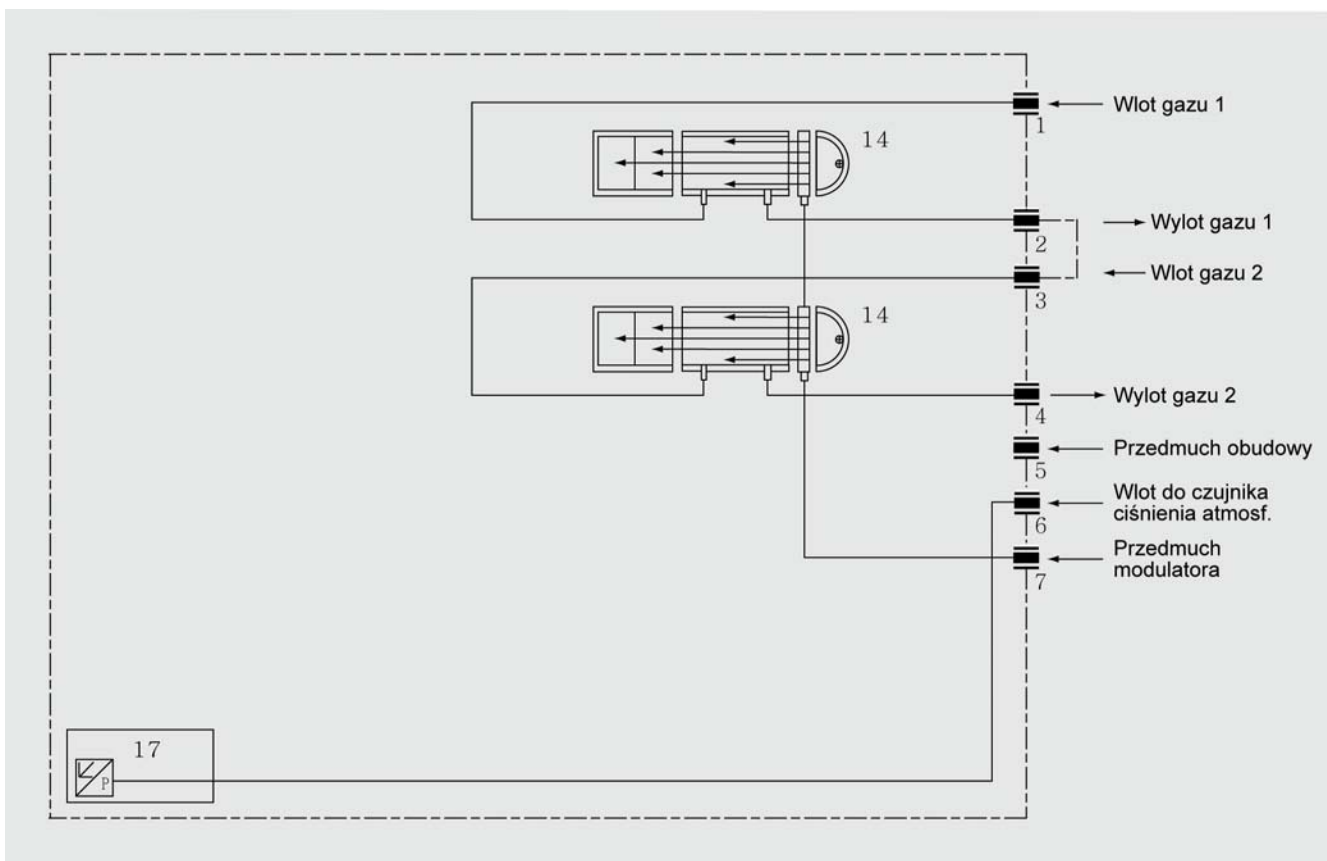 Wlot gazu 1
1
14
Wylot gazu 1
2
Wlot gazu 2
3
14
Wylot gazu 2
4
Przedmuch obudowy
5
Wlot do czujnika
ciśnienia atmosf.
6
Przedmuch
modulatora
7
17
P